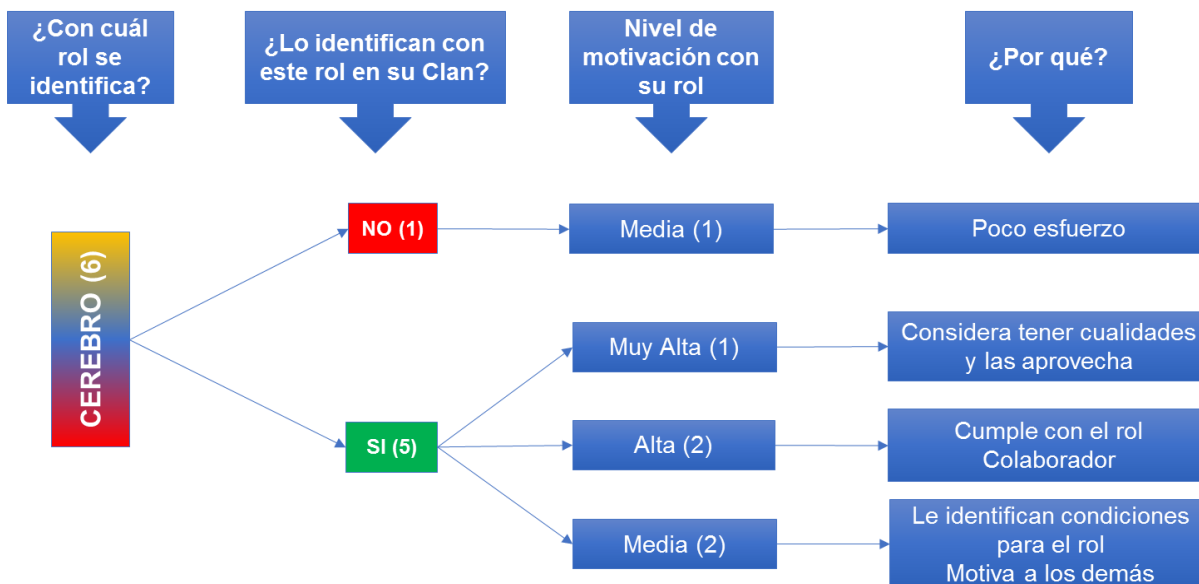 ¿Con cuál
rol se
identifica?
¿Lo identifican con
este rol en su Clan?
Nivel de
motivación con
su rol
¿Por qué?
CEREBRO (6)
NO (1)
Media (1)
Poco esfuerzo
SI (5)
Muy Alta (1)
Considera tener cualidades
y las aprovecha
Alta (2)
Cumple con el rol
Colaborador
Media (2)
Le identifican condiciones
para el rol
Motiva a los demás